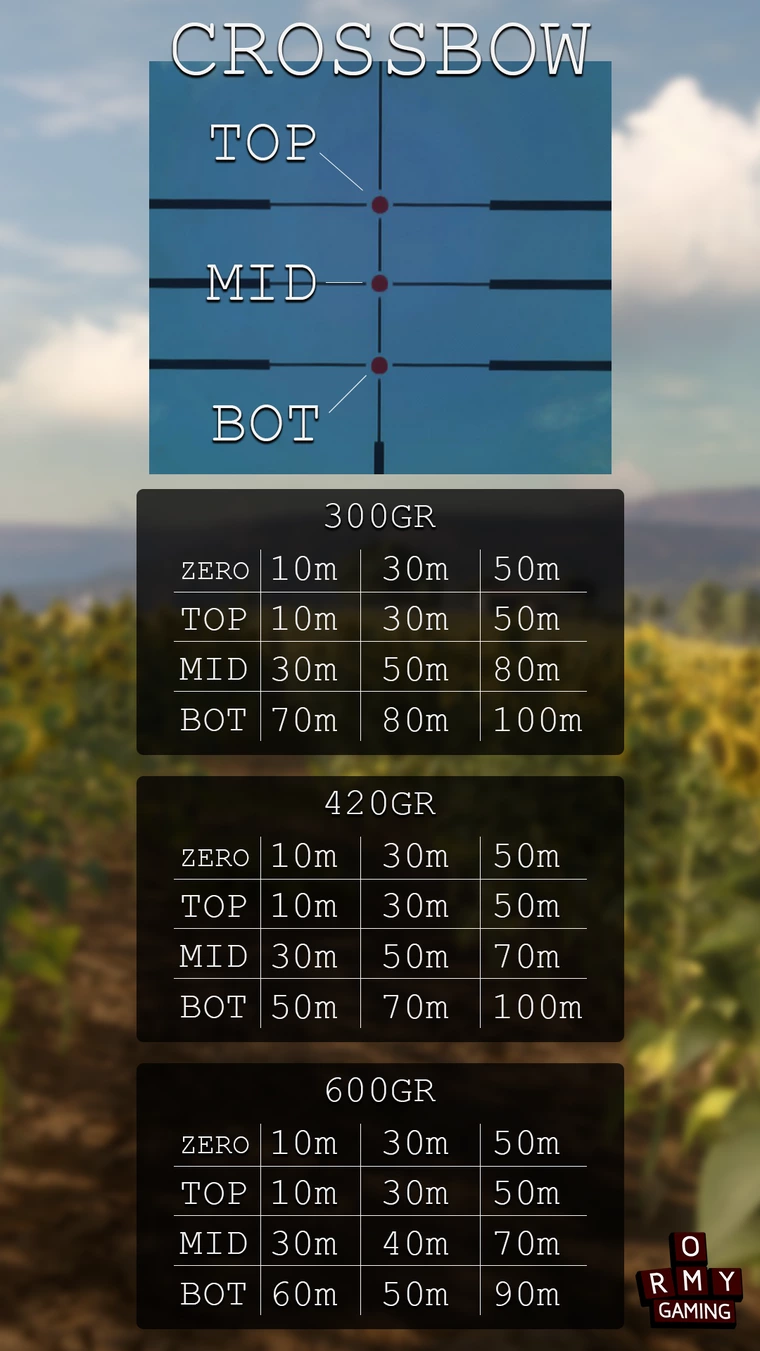 CROSSBOW
TOP
MID
BOT
300GR
ZERO 10m 30m 50m
TOP 10m 30m 50m
MID 30m 50m 80m
BOT 70m 80m 100m
420GR
ZERO 10m 30m 50m
TOP 10m 30m 50m
MID 30m 50m 70m
BOT 50m 70m 100m
600GR
ZERO 10m 30m 50m
TOP 10m 30m 50m
MID 30m 40m 70m
BOT 60m 50m 90m
O
RMY
GAMING